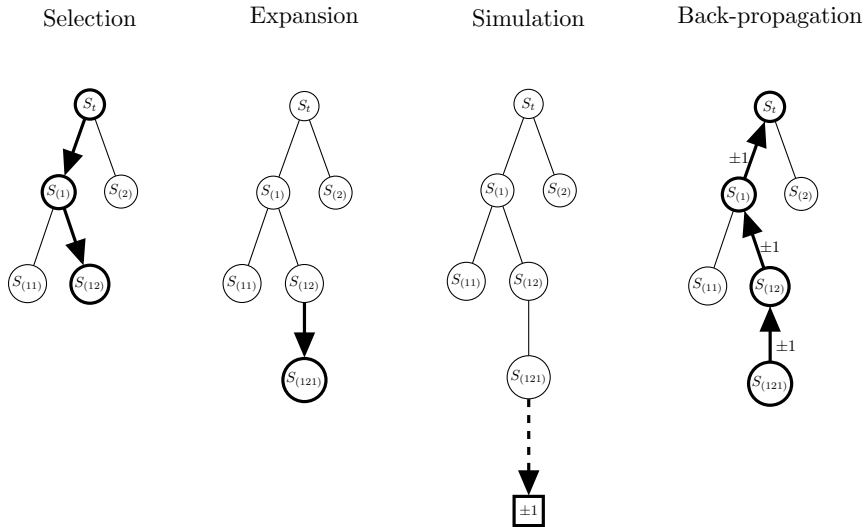 Selection Expansion Simulation Back-propagation
S_t S_t S_t S_t
±1
S_(1) S_(2) S_(1) S_(2) S_(1) S_(2) S_(1) S_(2)
±1
S_(11) S_(12) S_(11) S_(12) S_(11) S_(12) S_(11) S_(12)
±1
S_(121) S_(121) S_(121)
±1